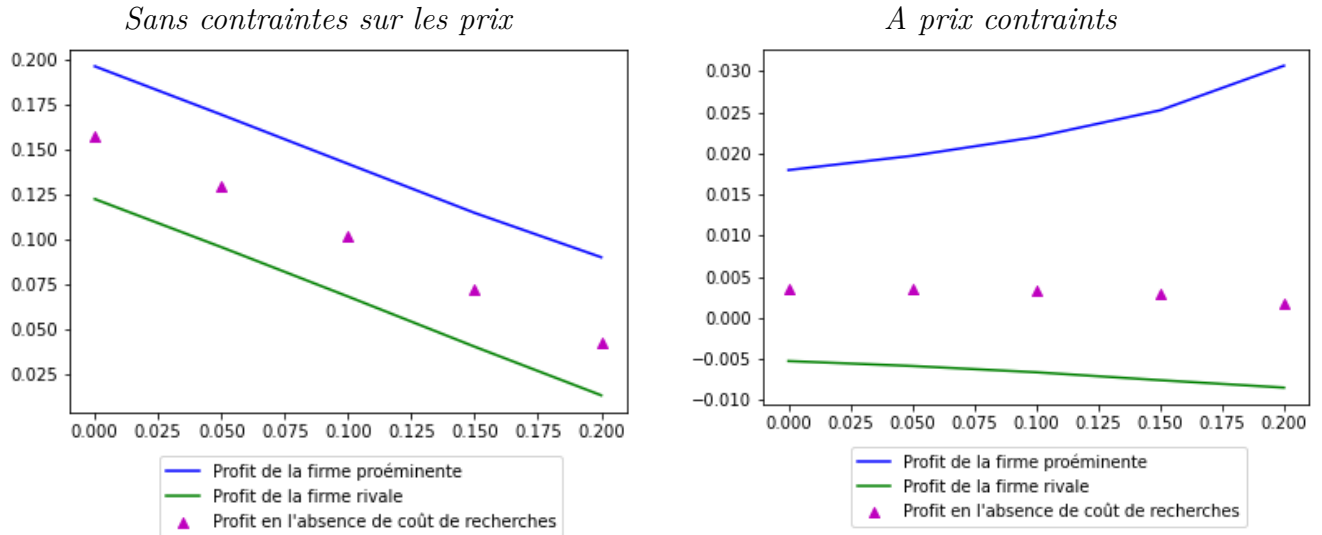 Sans contraintes sur les prix
0.200
0.175
0.150
0.125
0.100
0.075
0.050
0.025
0.000 0.025 0.050 0.075 0.100 0.125 0.150 0.175 0.200
Profit de la firme proéminente
Profit de la firme rivale
Profit en l'absence de coût de recherches
A prix contraints
0.030
0.025
0.020
0.015
0.010
0.005
0.000
−0.005
−0.010
0.000 0.025 0.050 0.075 0.100 0.125 0.150 0.175 0.200
Profit de la firme proéminente
Profit de la firme rivale
Profit en l'absence de coût de recherches